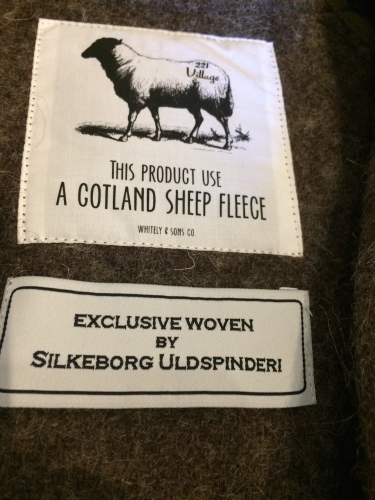 221
Village
THIS PRODUCT USE
A GOTLAND SHEEP FLEECE
WHITELY & SONS CO.
EXCLUSIVE WOVEN
BY
SILKEBORG ULDSPINDERI